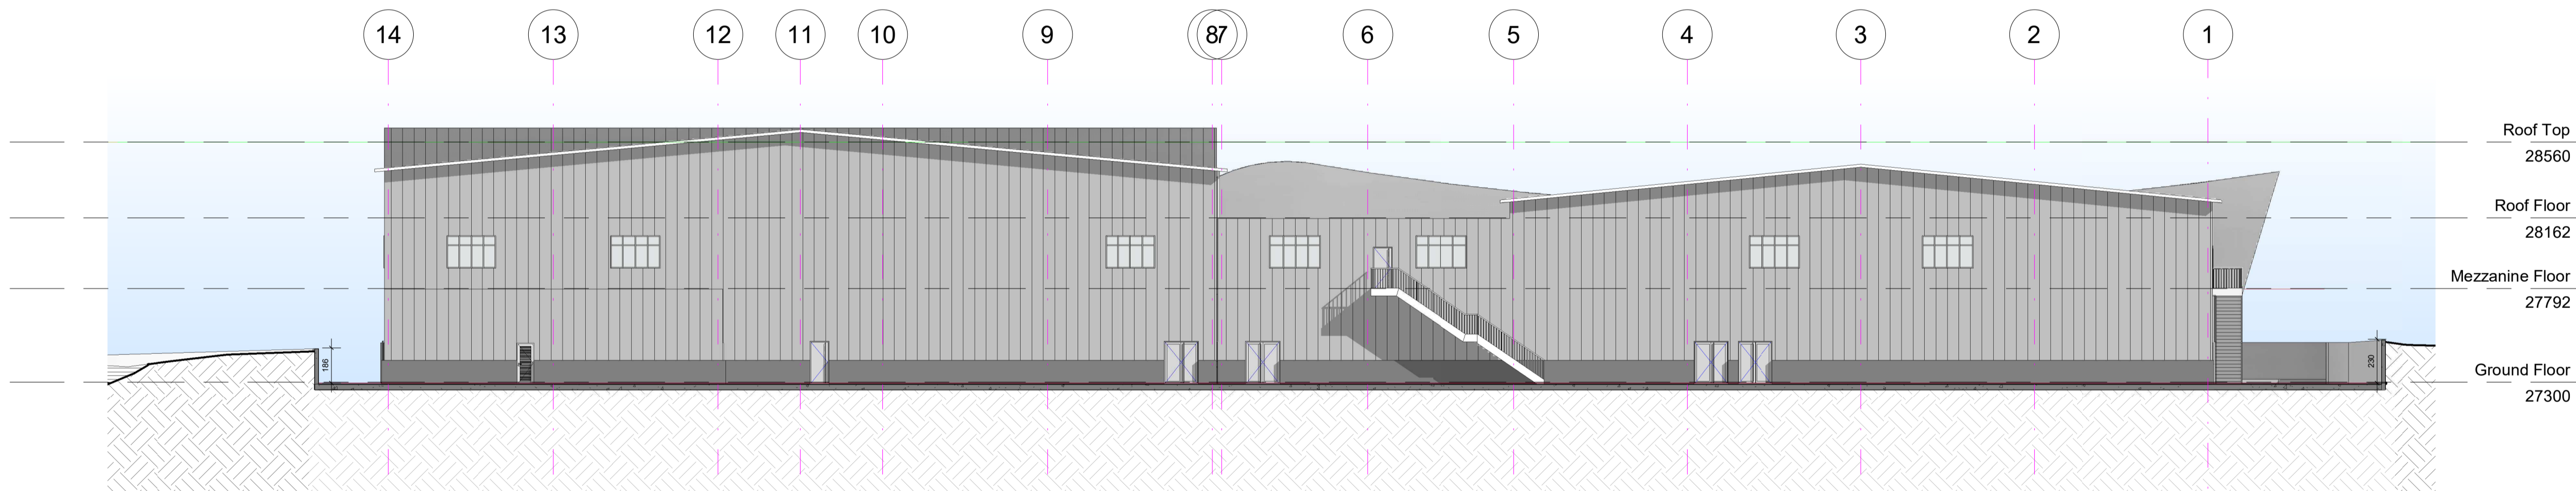 14 13 12 11 10 9 8 7 6 5 4 3 2 1
Roof Top
28560
Roof Floor
28162
Mezzanine Floor
27792
186
230
Ground Floor
27300